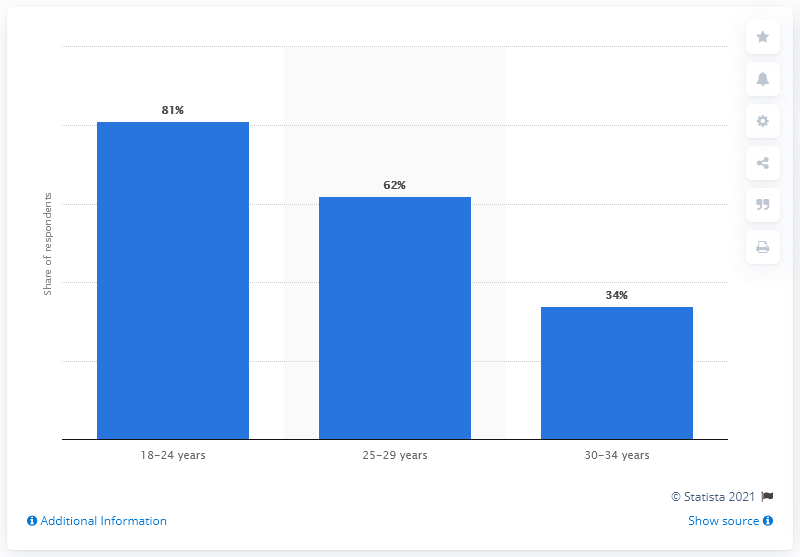 81%
62%
34%
Share of respondents
18–24 years
25–29 years
30–34 years
© Statista 2021
Additional Information
Show source